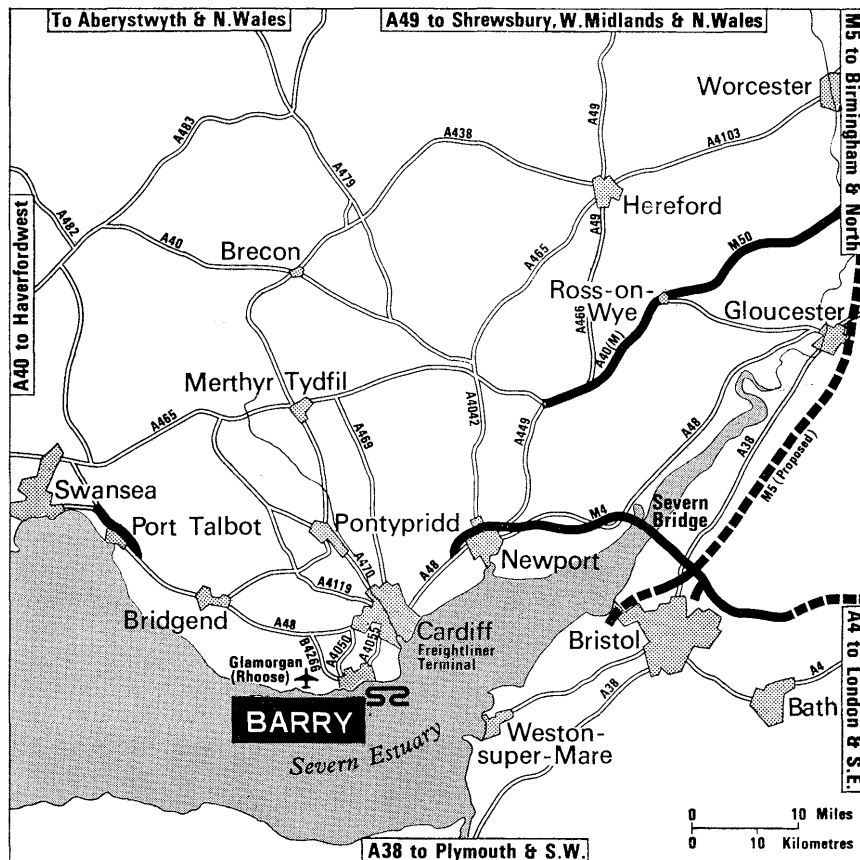 To Aberystwyth & N.Wales
A49 to Shrewsbury, W. Midlands & N. Wales
M5 to Birmingham & North
Worcester
A483
A438
A49
A4103
A479
A482
Hereford
A49
A40
Brecon
A465
M50
A40 to Haverfordwest
Ross-on-
Wye
Gloucester
A466
A40(M)
Merthyr Tydfil
A465
A469
A4042
A449
A48
A38
M5 (Proposed)
Swansea
Port Talbot
Pontypridd
M4
Severn
Bridge
Newport
A470
A48
A4119
Bridgend
A48
B4266
A4050
A4055
Cardiff
Freightliner
Terminal
Bristol
A4 to London & S.E.
Glamorgan
(Rhoose)
A38
A4
Bath
BARRY
Severn Estuary
Weston-
super-Mare
0 10 Miles
0 10 Kilometres
A38 to Plymouth & S.W.